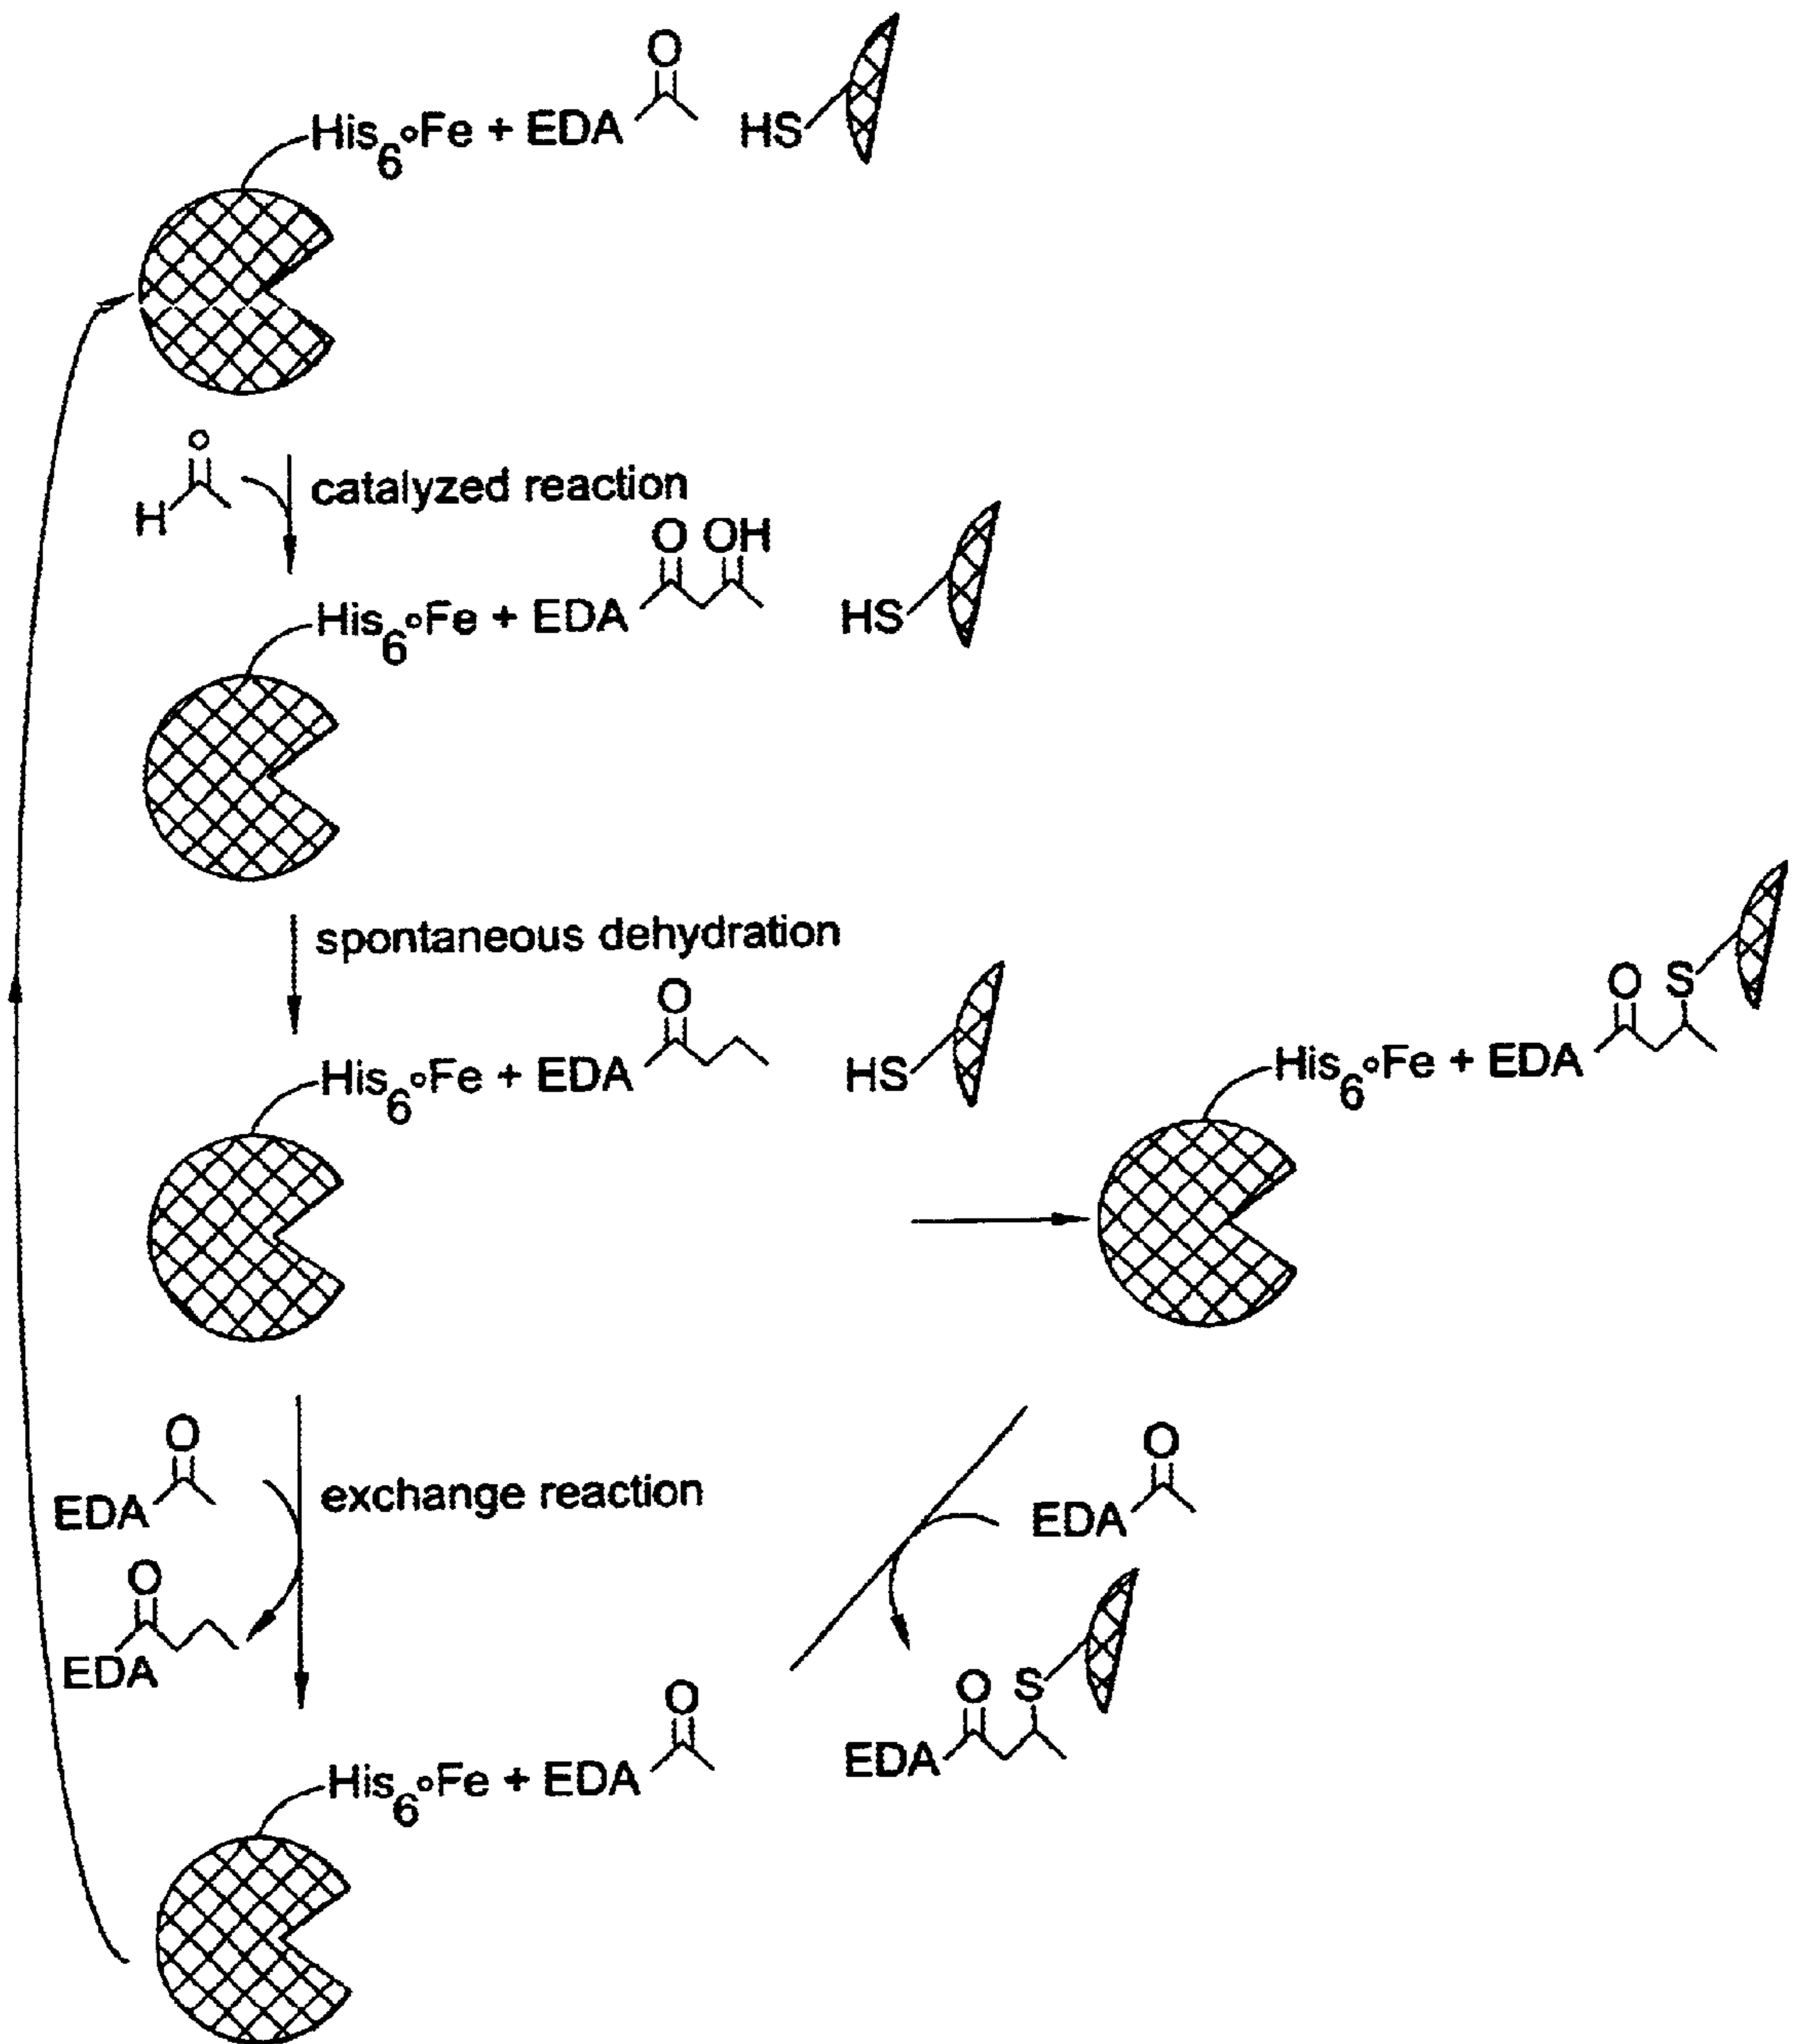 O
His6∘Fe + EDA
HS
O
H
catalyzed reaction
O OH
His6∘Fe + EDA
HS
spontaneous dehydration
O
His6∘Fe + EDA
HS
O S
His6∘Fe + EDA
O
EDA
exchange reaction
O
EDA
O
EDA
O S
EDA
O
His6∘Fe + EDA